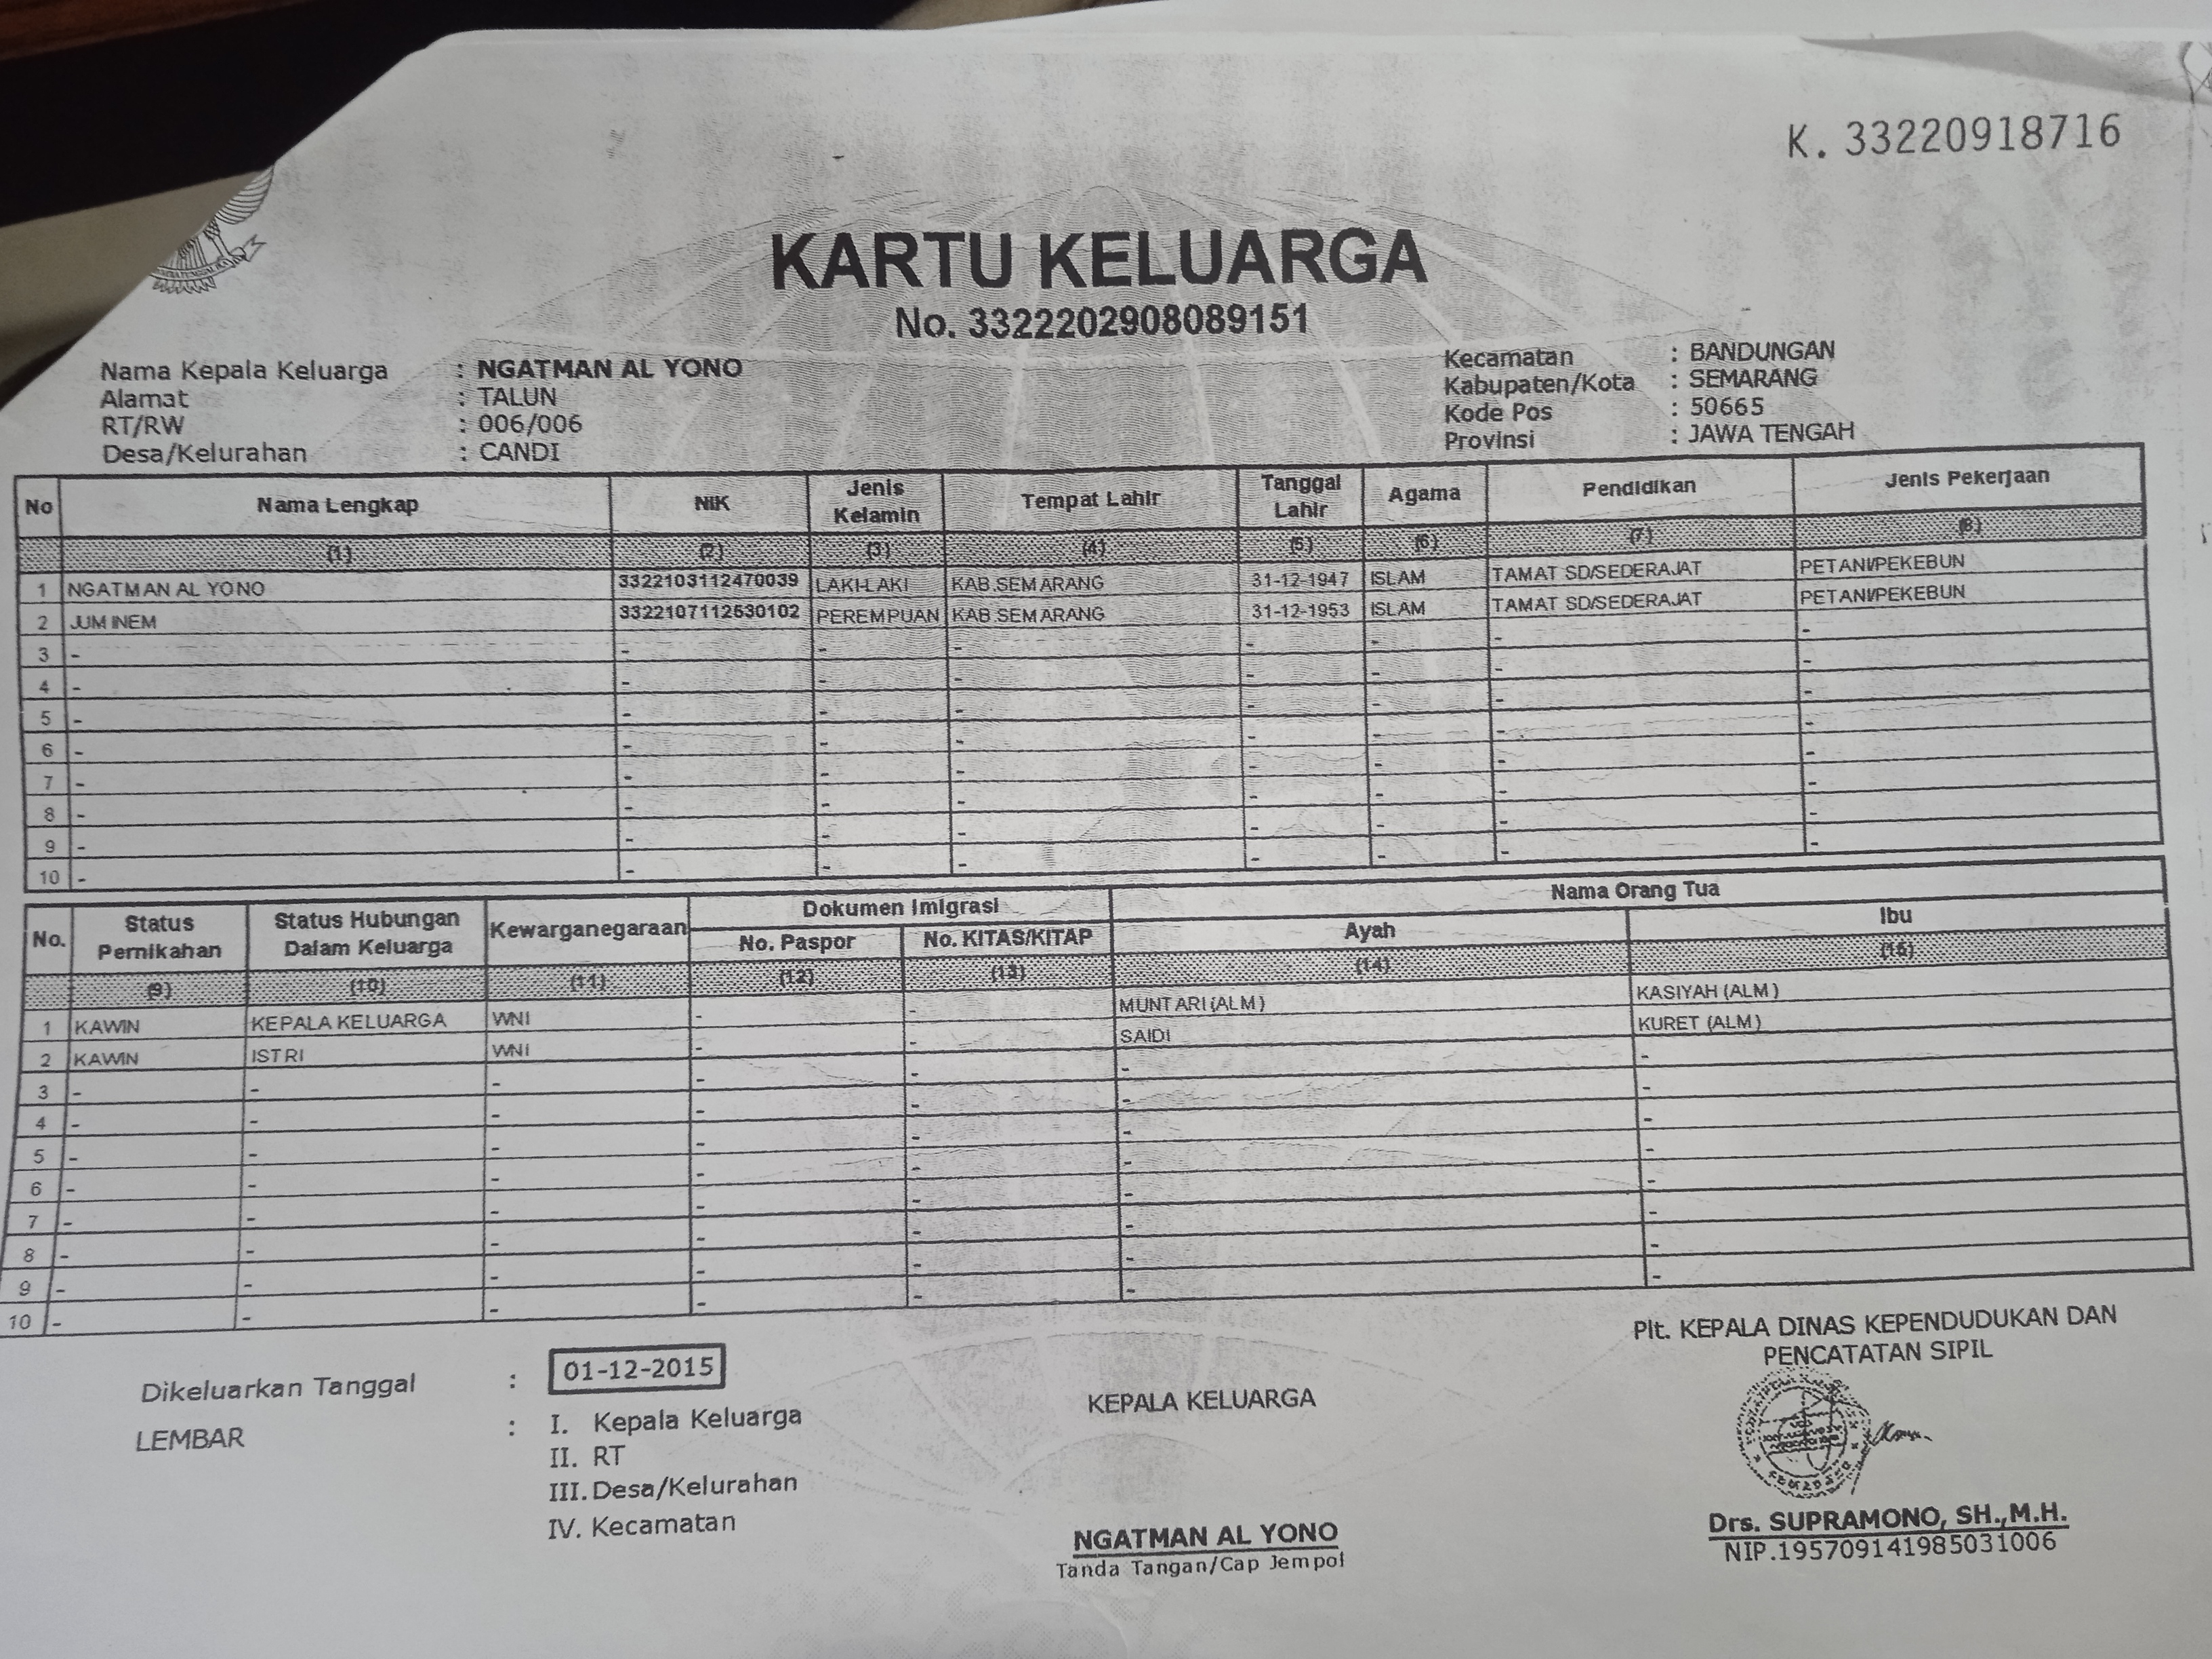 K. 33220918716
KARTU KELUARGA
No. 3322202908089151
Nama Kepala Keluarga : NGATMAN AL YONO
Alamat : TALUN
RT/RW : 006/006
Desa/Kelurahan : CANDI
Kecamatan : BANDUNGAN
Kabupaten/Kota : SEMARANG
Kode Pos : 50665
Provinsi : JAWA TENGAH
No Nama Lengkap NIK Jenis Kelamin Tempat Lahir Tanggal Lahir Agama Pendidikan Jenis Pekerjaan
(1) (2) (3) (4) (5) (6) (7) (8)
1 NGATMAN AL YONO 3322103112470039 LAKI-LAKI KAB.SEMARANG 31-12-1947 ISLAM TAMAT SD/SEDERAJAT PETANI/PEKEBUN
2 JUMINEM 3322107112530102 PEREMPUAN KAB.SEMARANG 31-12-1953 ISLAM TAMAT SD/SEDERAJAT PETANI/PEKEBUN
3 - - - - - - - -
4 - - - - - - - -
5 - - - - - - - -
6 - - - - - - - -
7 - - - - - - - -
8 - - - - - - - -
9 - - - - - - - -
10 - - - - - - - -
No. Status Pernikahan Status Hubungan Dalam Keluarga Kewarganegaraan Dokumen Imigrasi Nama Orang Tua
No. Paspor No. KITAS/KITAP Ayah Ibu
(9) (10) (11) (12) (13) (14) (15)
1 KAWIN KEPALA KELUARGA WNI - - MUNTARI (ALM) KASIYAH (ALM)
2 KAWIN ISTRI WNI - - SAIDI KURET (ALM)
3 - - - - - - -
4 - - - - - - -
5 - - - - - - -
6 - - - - - - -
7 - - - - - - -
8 - - - - - - -
9 - - - - - - -
10 - - - - - - -
Dikeluarkan Tanggal : 01-12-2015
LEMBAR : I. Kepala Keluarga
II. RT
III. Desa/Kelurahan
IV. Kecamatan
KEPALA KELUARGA
NGATMAN AL YONO
Tanda Tangan/Cap Jempol
Plt. KEPALA DINAS KEPENDUDUKAN DAN
PENCATATAN SIPIL
Drs. SUPRAMONO, SH.,M.H.
NIP.195709141985031006